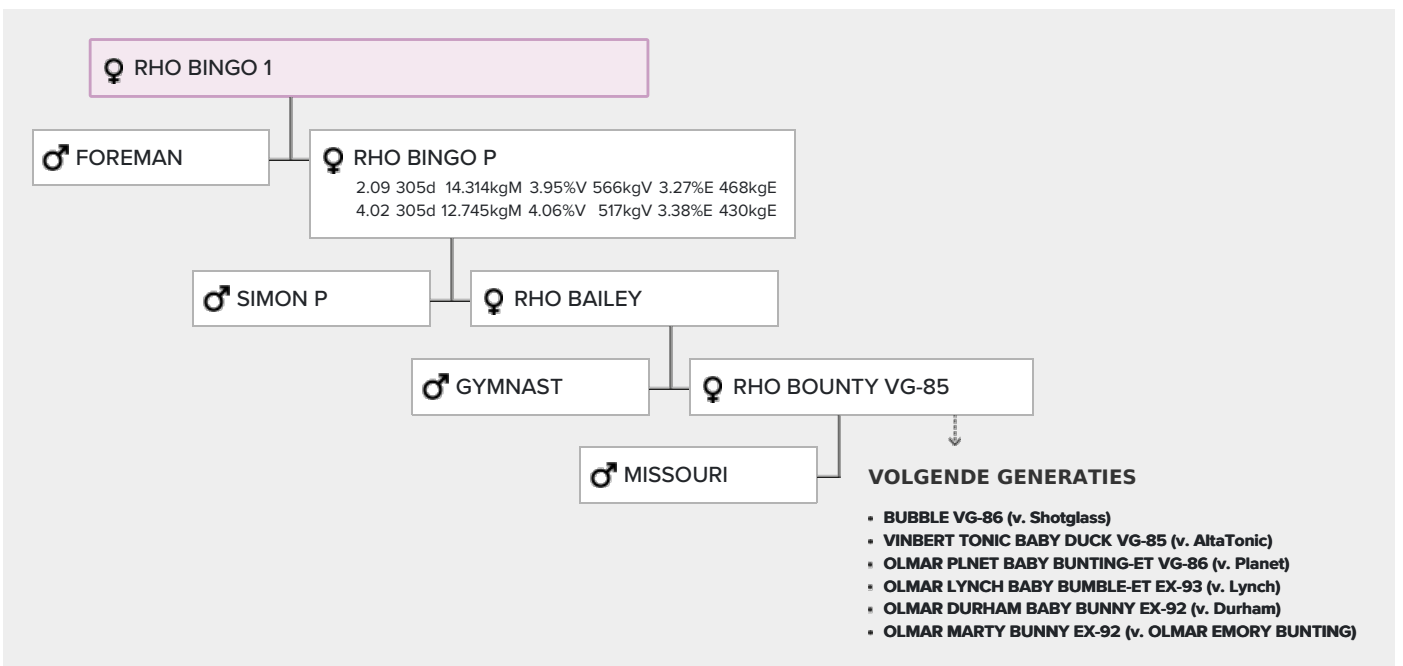 RHO BINGO 1
FOREMAN
RHO BINGO P
2.09 305d 14.314kgM 3.95%V 566kgV 3.27%E 468kgE
4.02 305d 12.745kgM 4.06%V 517kgV 3.38%E 430kgE
SIMON P
RHO BAILEY
GYMNAST
RHO BOUNTY VG-85
MISSOURI
VOLGENDE GENERATIES
BUBBLE VG-86 (v. Shotglass)
VINBERT TONIC BABY DUCK VG-85 (v. AltaTonic)
OLMAR PLNET BABY BUNTING-ET VG-86 (v. Planet)
OLMAR LYNCH BABY BUMBLE-ET EX-93 (v. Lynch)
OLMAR DURHAM BABY BUNNY EX-92 (v. Durham)
OLMAR MARTY BUNNY EX-92 (v. OLMAR EMORY BUNTING)